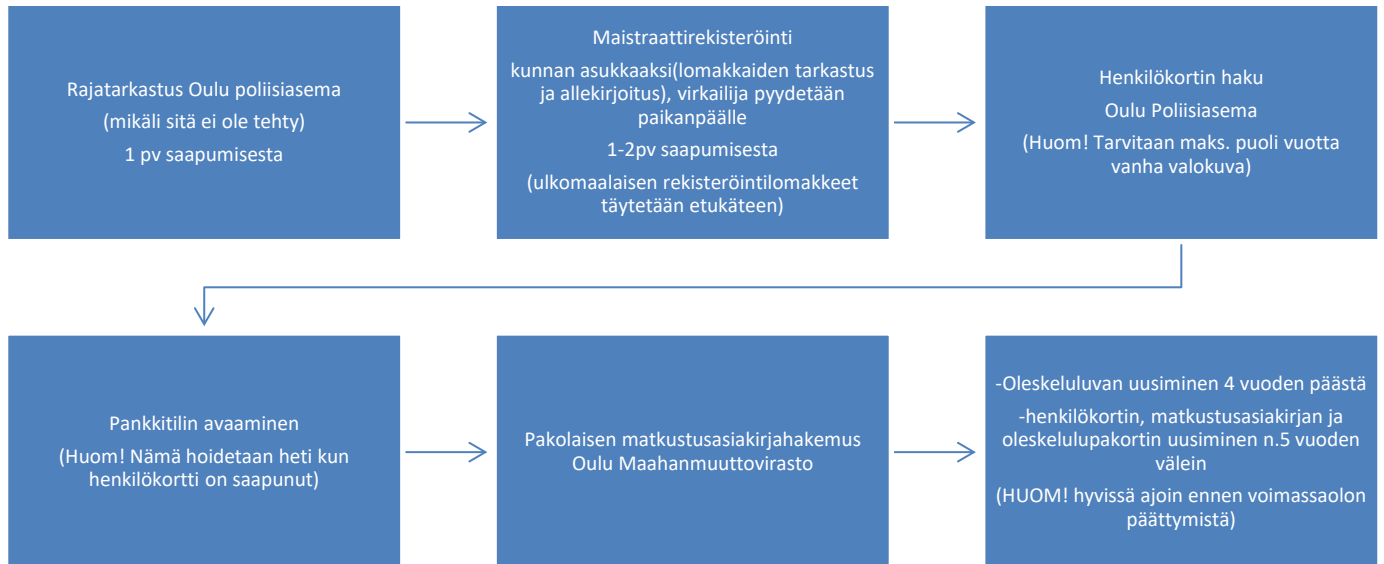 Rajatarkastus Oulu poliisiasema
(mikäli sitä ei ole tehty)
1 pv saapumisesta
Maistraattirekisteröinti
kunnan asukkaaksi(lomakkaiden tarkastus
ja allekirjoitus), virkailija pyydetään
paikanpäälle
1-2pv saapumisesta
(ulkomaalaisen rekisteröintilomakkeet
täytetään etukäteen)
Henkilökortin haku
Oulu Poliisiasema
(Huom! Tarvitaan maks. puoli vuotta
vanha valokuva)
Pankkitilin avaaminen
(Huom! Nämä hoidetaan heti kun
henkilökortti on saapunut)
Pakolaisen matkustusasiakirjahakemus
Oulu Maahanmuuttovirasto
-Oleskeluluvan uusiminen 4 vuoden päästä
-henkilökortin, matkustusasiakirjan ja
oleskelulupakortin uusiminen n.5 vuoden
välein
(HUOM! hyvissä ajoin ennen voimassaolon
päättymistä)